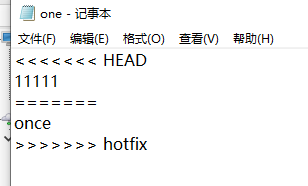 one - 记事本
文件(F) 编辑(E) 格式(O) 查看(V) 帮助(H)
<<<<<<< HEAD
11111
=======
once
>>>>>>> hotfix